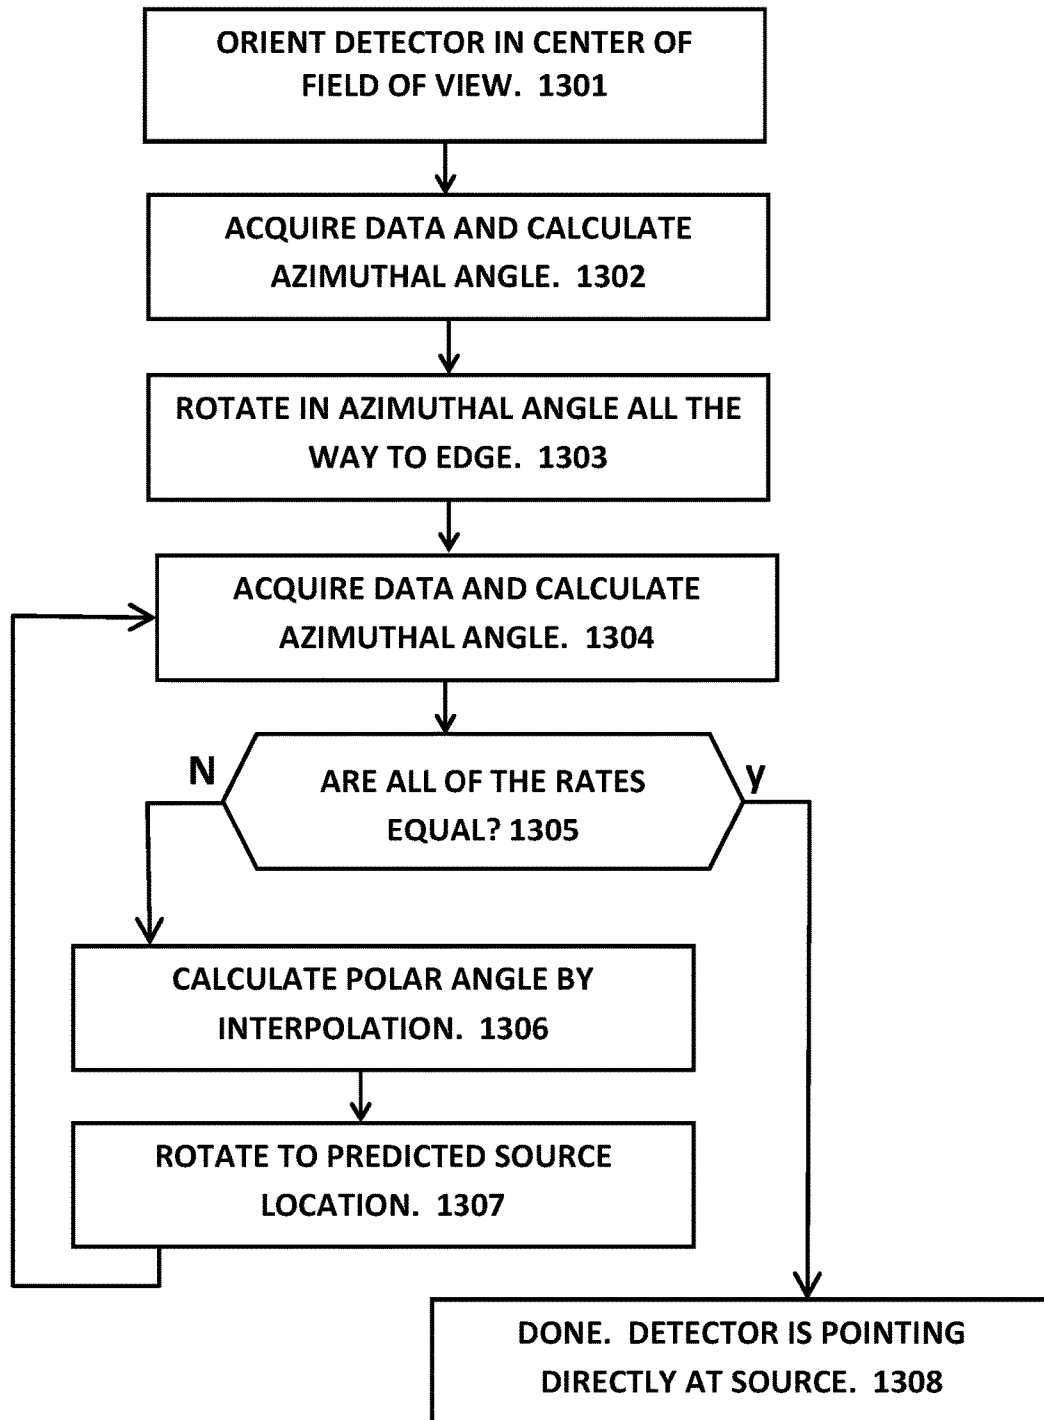 ORIENT DETECTOR IN CENTER OF
FIELD OF VIEW. 1301
ACQUIRE DATA AND CALCULATE
AZIMUTHAL ANGLE. 1302
ROTATE IN AZIMUTHAL ANGLE ALL THE
WAY TO EDGE. 1303
ACQUIRE DATA AND CALCULATE
AZIMUTHAL ANGLE. 1304
N
ARE ALL OF THE RATES
EQUAL? 1305
y
CALCULATE POLAR ANGLE BY
INTERPOLATION. 1306
ROTATE TO PREDICTED SOURCE
LOCATION. 1307
DONE. DETECTOR IS POINTING
DIRECTLY AT SOURCE. 1308